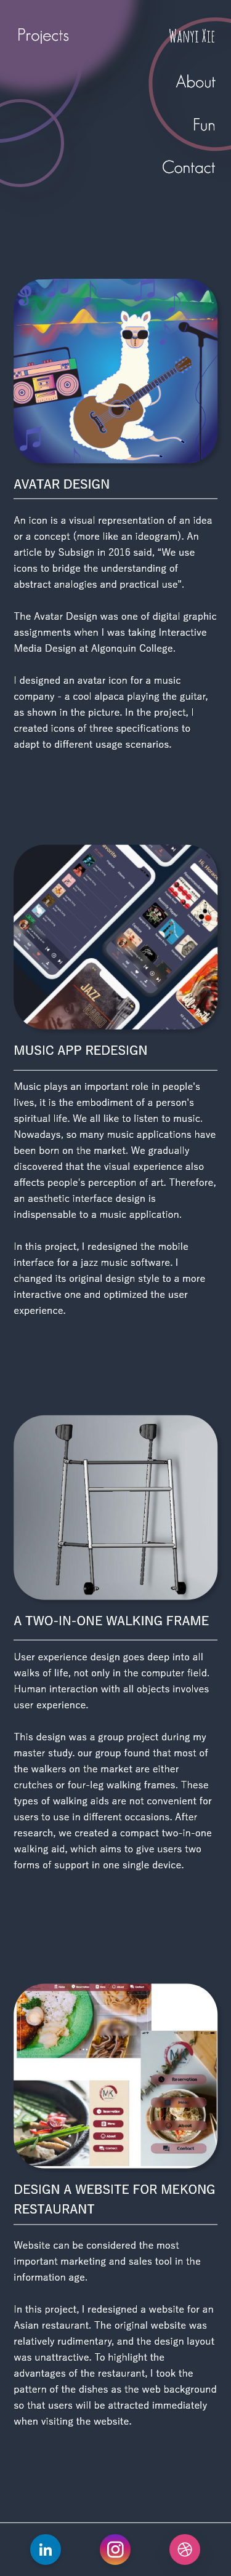 Projects
WANYI XIE
About
Fun
Contact
AVATAR DESIGN
An icon is a visual representation of an idea
or a concept (more like an ideogram). An
article by Subsign in 2016 said, “We use
icons to bridge the understanding of
abstract analogies and practical use”.
The Avatar Design was one of digital graphic
assignments when I was taking Interactive
Media Design at Algonquin College.
I designed an avatar icon for a music
company - a cool alpaca playing the guitar,
as shown in the picture. In the project, I
created icons of three specifications to
adapt to different usage scenarios.
JAZZ
MUSIC APP REDESIGN
Music plays an important role in people's
lives, it is the embodiment of a person's
spiritual life. We all like to listen to music.
Nowadays, so many music applications have
been born on the market. We gradually
discovered that the visual experience also
affects people's perception of art. Therefore,
an aesthetic interface design is
indispensable to a music application.
In this project, I redesigned the mobile
interface for a jazz music software. I
changed its original design style to a more
interactive one and optimized the user
experience.
A TWO-IN-ONE WALKING FRAME
User experience design goes deep into all
walks of life, not only in the computer field.
Human interaction with all objects involves
user experience.
This design was a group project during my
master study. our group found that most of
the walkers on the market are either
crutches or four-leg walking frames. These
types of walking aids are not convenient for
users to use in different occasions. After
research, we created a compact two-in-one
walking aid, which aims to give users two
forms of support in one single device.
MK
Reservation
About
Contact
DESIGN A WEBSITE FOR MEKONG
RESTAURANT
Website can be considered the most
important marketing and sales tool in the
information age.
In this project, I redesigned a website for an
Asian restaurant. The original website was
relatively rudimentary, and the design layout
was unattractive. To highlight the
advantages of the restaurant, I took the
pattern of the dishes as the web background
so that users will be attracted immediately
when visiting the website.
in